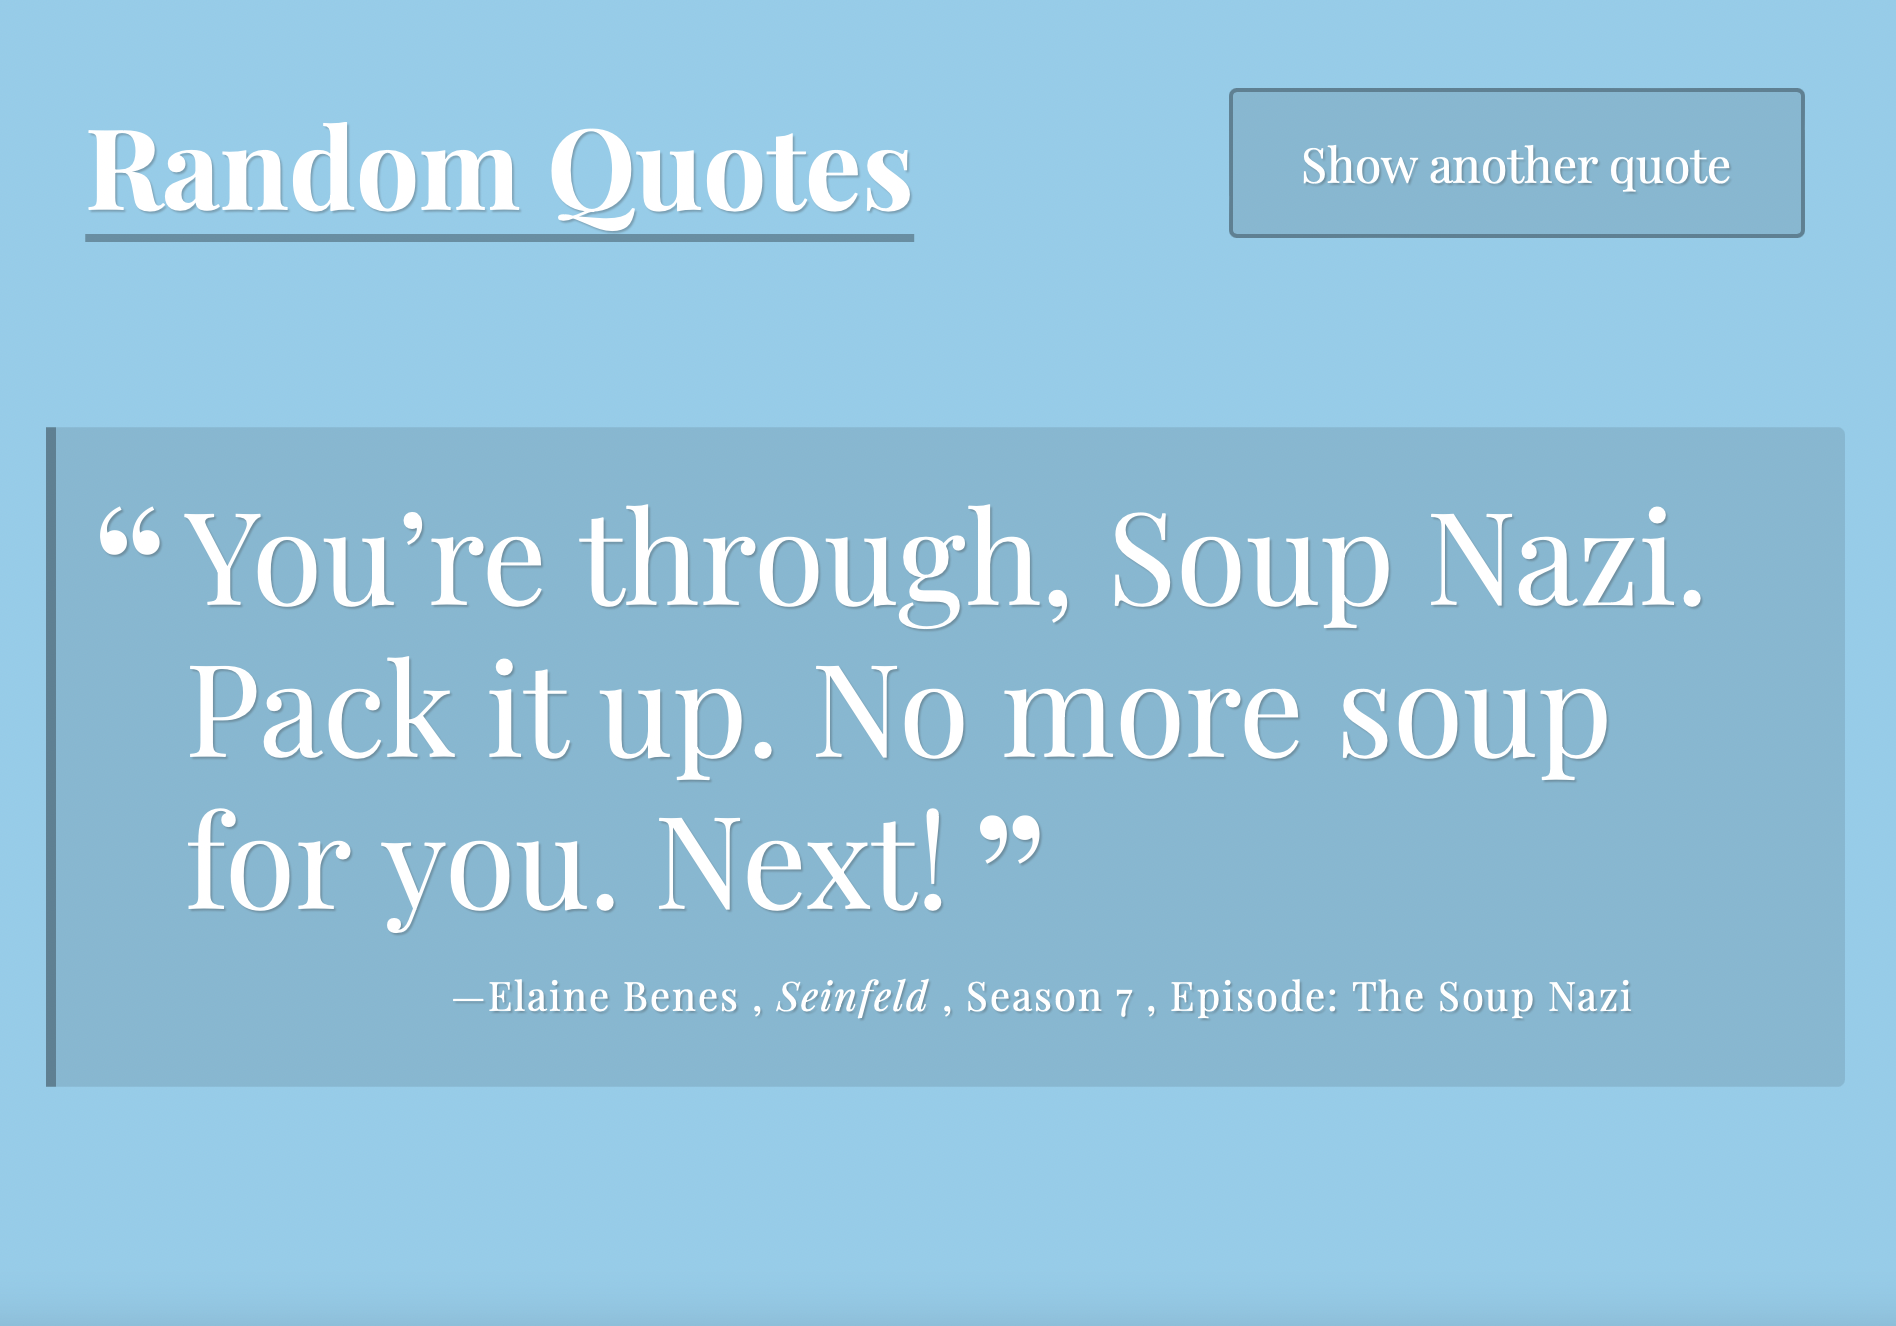 Random Quotes
Show another quote
“You’re through, Soup Nazi.
Pack it up. No more soup
for you. Next! ”
—Elaine Benes , Seinfeld , Season 7 , Episode: The Soup Nazi